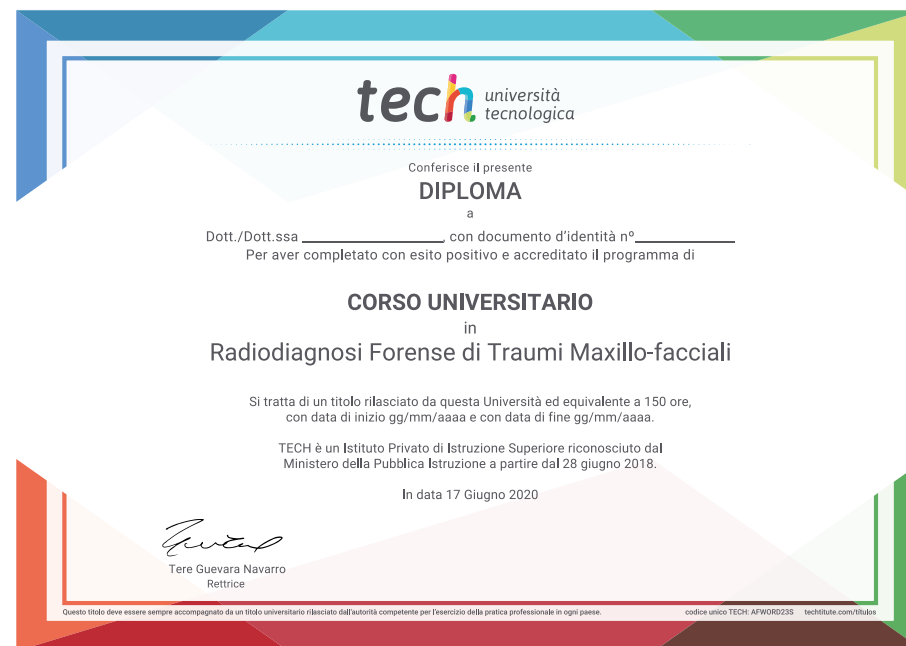 tech università
tecnologica
Conferisce il presente
DIPLOMA
a
Dott./Dott.ssa ____________________, con documento d'identità nº______________
Per aver completato con esito positivo e accreditato il programma di
CORSO UNIVERSITARIO
in
Radiodiagnosi Forense di Traumi Maxillo-facciali
Si tratta di un titolo rilasciato da questa Università ed equivalente a 150 ore,
con data di inizio gg/mm/aaaa e con data di fine gg/mm/aaaa.
TECH è un Istituto Privato di Istruzione Superiore riconosciuto dal
Ministero della Pubblica Istruzione a partire dal 28 giugno 2018.
In data 17 Giugno 2020
Tere Guevara Navarro
Rettrice
Questo titolo deve essere sempre accompagnato da un titolo universitario rilasciato dall'autorità competente per l'esercizio della pratica professionale in ogni paese. codice unico TECH: AFWORD23S techtitute.com/titulos